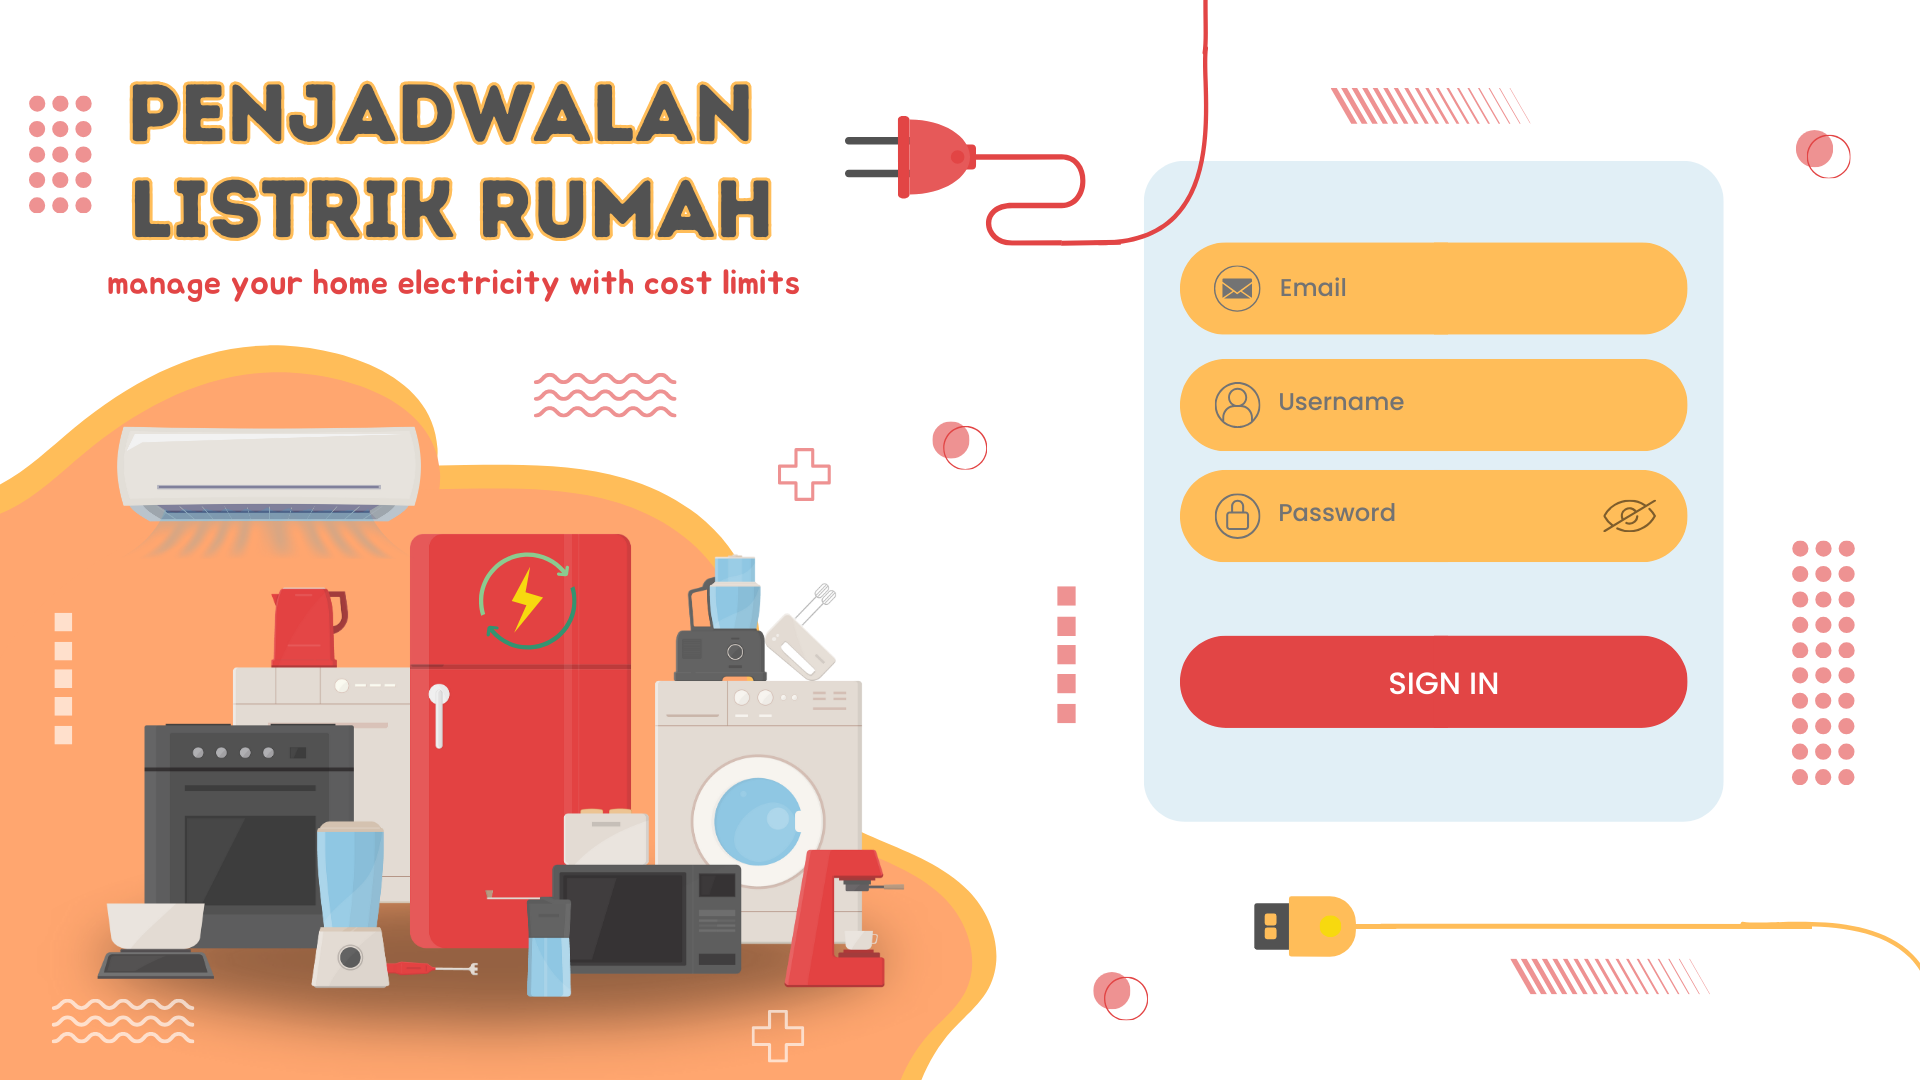 PENJADWALAN
LISTRIK RUMAH
manage your home electricity with cost limits
Email
Username
Password
SIGN IN